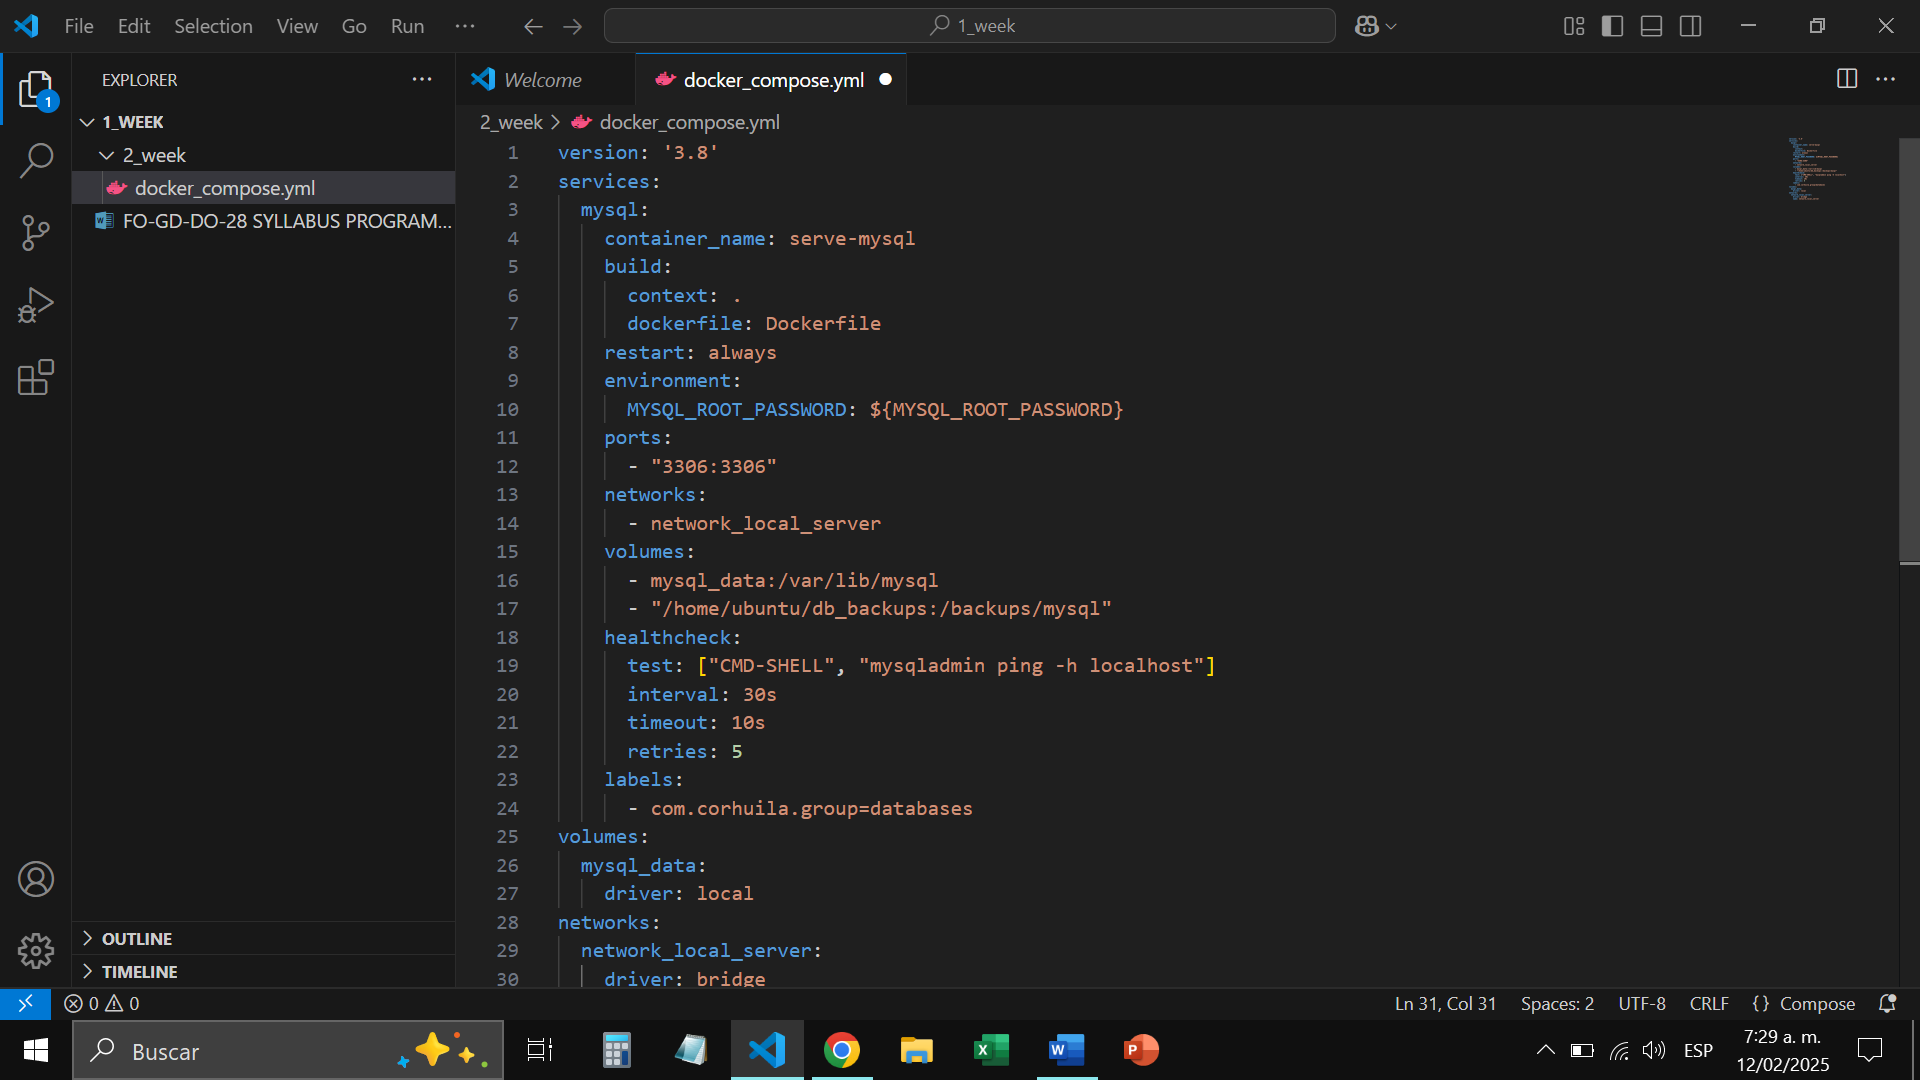 File Edit Selection View Go Run ···
1_week
EXPLORER
1
1_WEEK
2_week
docker_compose.yml
FO-GD-DO-28 SYLLABUS PROGRAM...
OUTLINE
TIMELINE
Welcome
docker_compose.yml
2_week > docker_compose.yml
1 version: '3.8'
2 services:
3   mysql:
4     container_name: serve-mysql
5     build:
6       context: .
7       dockerfile: Dockerfile
8     restart: always
9     environment:
10       MYSQL_ROOT_PASSWORD: ${MYSQL_ROOT_PASSWORD}
11     ports:
12       - "3306:3306"
13     networks:
14       - network_local_server
15     volumes:
16       - mysql_data:/var/lib/mysql
17       - "/home/ubuntu/db_backups:/backups/mysql"
18     healthcheck:
19       test: ["CMD-SHELL", "mysqladmin ping -h localhost"]
20       interval: 30s
21       timeout: 10s
22       retries: 5
23     labels:
24       - com.corhuila.group=databases
25 volumes:
26   mysql_data:
27     driver: local
28 networks:
29   network_local_server:
30     driver: bridge
0 0
Ln 31, Col 31 Spaces: 2 UTF-8 CRLF {} Compose
Buscar
ESP
7:29 a. m.
12/02/2025